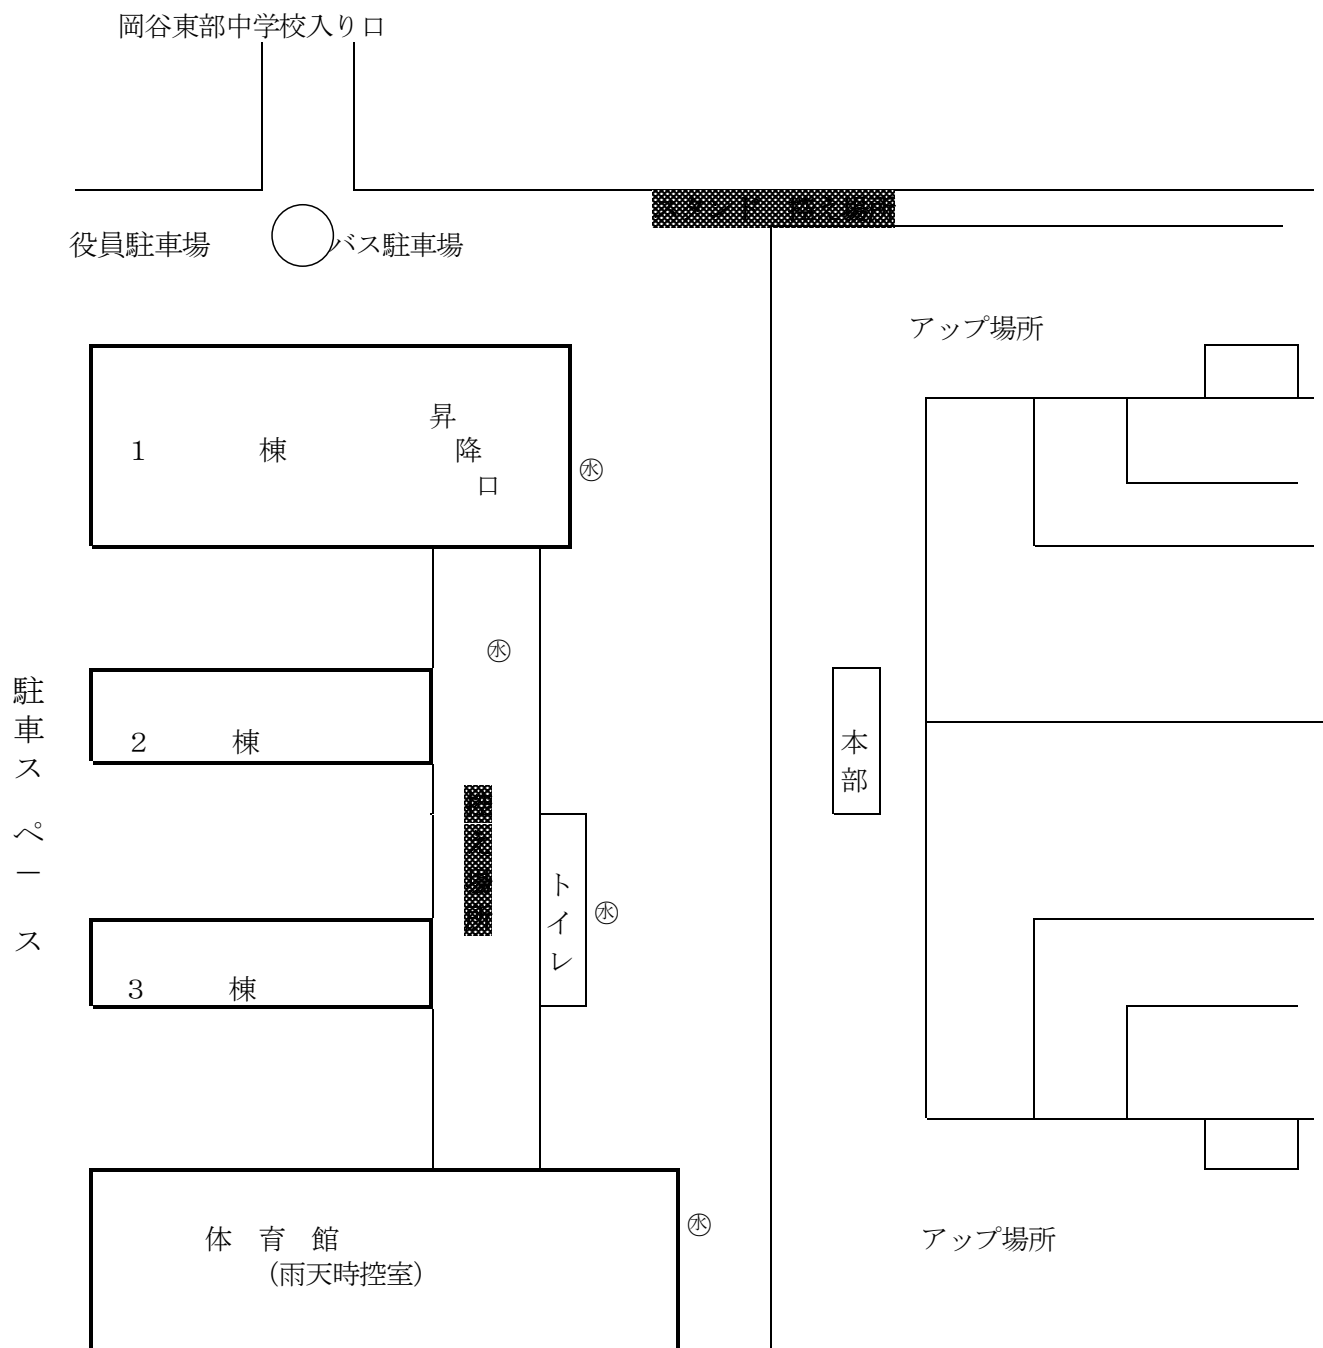 岡谷東部中学校入り口
役員駐車場
バス駐車場
アップ場所
昇降口
1 棟
㊌
㊌
駐車スペース
2 棟
本部
トイレ
㊌
3 棟
㊌
体 育 館
（雨天時控室）
アップ場所